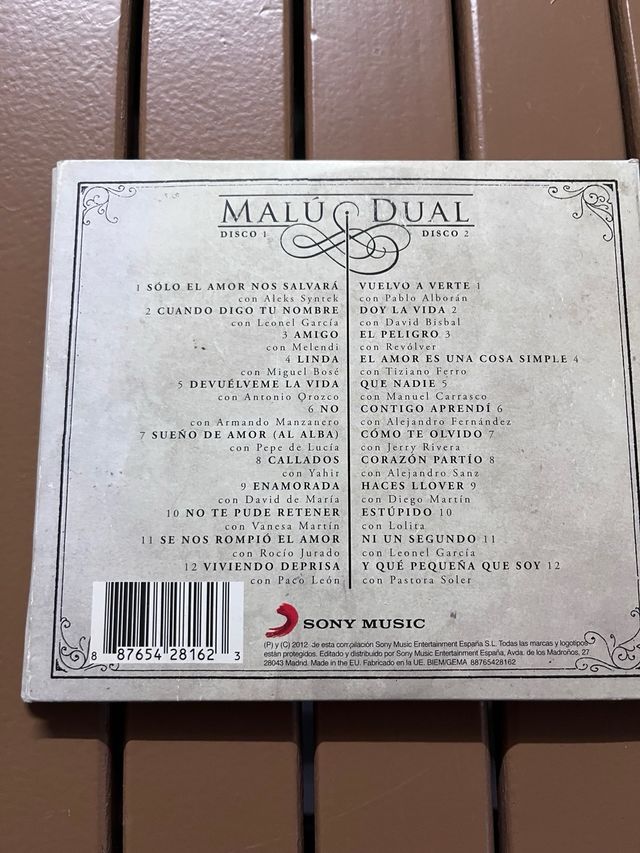 MALÚ DUAL
DISCO 1
DISCO 2
1 SÓLO EL AMOR NOS SALVARÁ
con Aleks Syntek
2 CUANDO DIGO TU NOMBRE
con Leonel García
3 AMIGO
con Melendi
4 LINDA
con Miguel Bosé
5 DEVUÉLVEME LA VIDA
con Antonio Orozco
6 NO
con Armando Manzanero
7 SUEÑO DE AMOR (AL ALBA)
con Pepe de Lucía
8 CALLADOS
con Yahir
9 ENAMORADA
con David de María
10 NO TE PUDE RETENER
con Vanesa Martín
11 SE NOS ROMPIÓ EL AMOR
con Rocío Jurado
12 VIVIENDO DEPRISA
con Paco León
VUELVO A VERTE 1
con Pablo Alborán
DOY LA VIDA 2
con David Bisbal
EL PELIGRO 3
con Revólver
EL AMOR ES UNA COSA SIMPLE 4
con Tiziano Ferro
QUE NADIE 5
con Manuel Carrasco
CONTIGO APRENDÍ 6
con Alejandro Fernández
CÓMO TE OLVIDO 7
con Jerry Rivera
CORAZÓN PARTÍO 8
con Alejandro Sanz
HACES LLOVER 9
con Diego Martín
ESTÚPIDO 10
con Lolita
NI UN SEGUNDO 11
con Leonel García
Y QUÉ PEQUEÑA QUE SOY 12
con Pastora Soler
8 87654 28162 3
SONY MUSIC
(P) y (C) 2012 de esta compilación Sony Music Entertainment España S.L. Todas las marcas y logotipos
están protegidos. Editado y distribuido por Sony Music Entertainment España, Avda. de los Madroños, 27
28043 Madrid. Made in the EU. Fabricado en la UE. BIEM/GEMA 88765428162